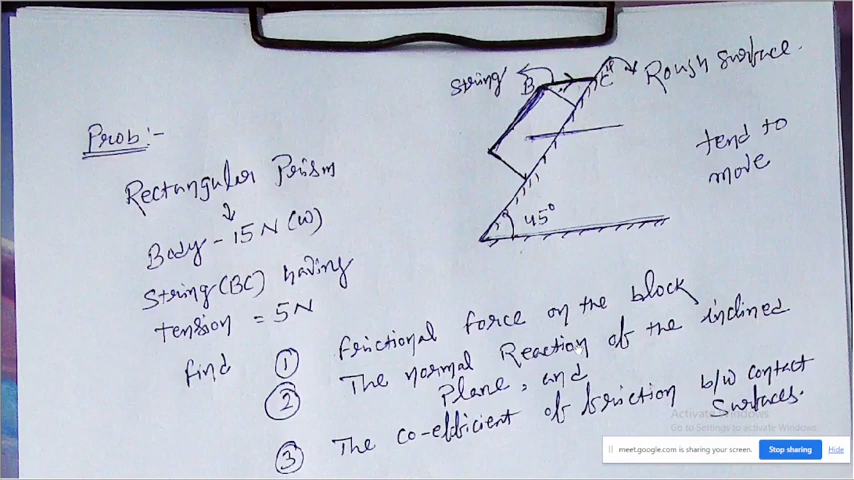 Prob:-
Rectangular Prism
Body - 15N (W)
String (BC) having
tension = 5N
find
① frictional force on the block
② The normal Reaction of the inclined
Plane, and
③ The co-efficient of friction b/w contact
Surfaces.
String
B
C
Rough surface.
45°
tend to
move
Activate Windows
Go to Settings to activate Windows.
meet.google.com is sharing your screen.
Stop sharing
Hide